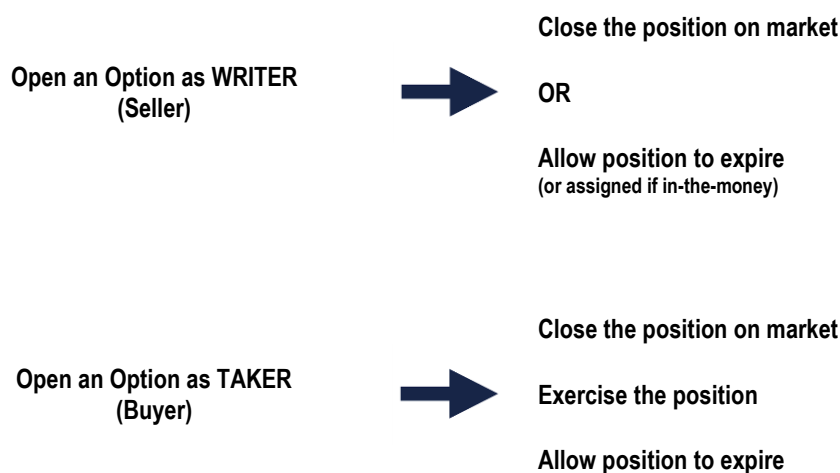 Open an Option as WRITER
(Seller)
Close the position on market
OR
Allow position to expire
(or assigned if in-the-money)
Open an Option as TAKER
(Buyer)
Close the position on market
Exercise the position
Allow position to expire